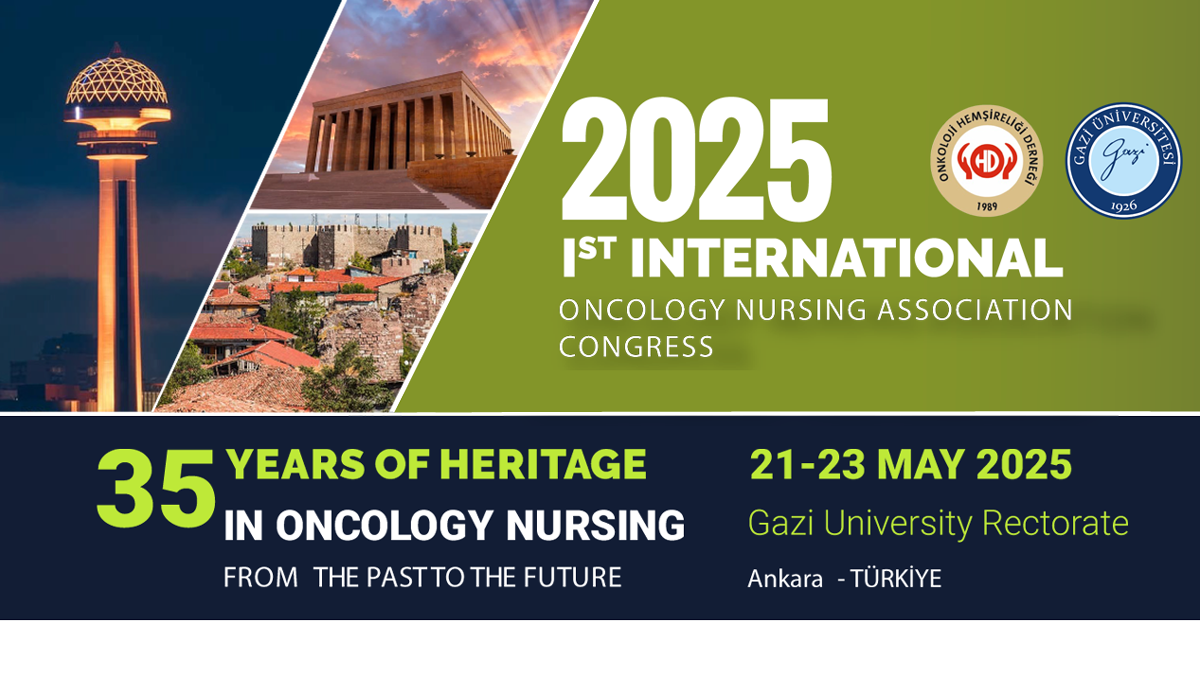 2025
IST INTERNATIONAL
ONCOLOGY NURSING ASSOCIATION
CONGRESS
ONKOLOJİ HEMŞİRELİĞİ DERNEĞİ
HD
1989
GAZİ ÜNİVERSİTESİ
gazi
1926
35 YEARS OF HERITAGE
IN ONCOLOGY NURSING
FROM THE PAST TO THE FUTURE
21-23 MAY 2025
Gazi University Rectorate
Ankara - TÜRKİYE